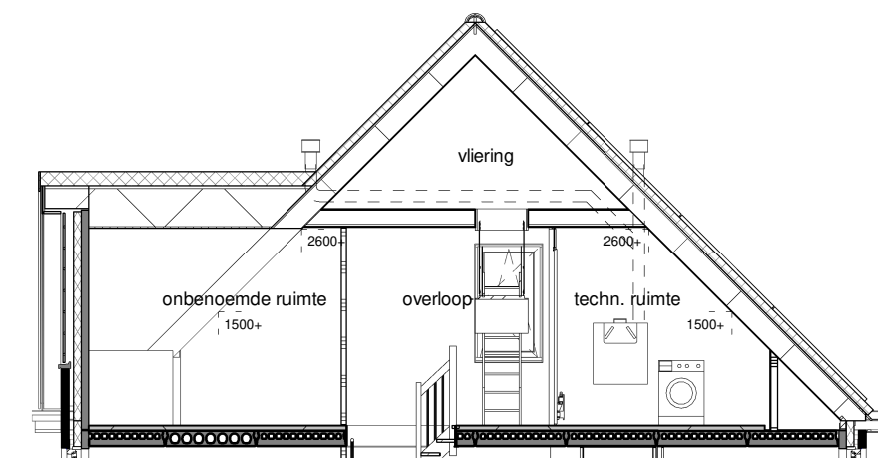 vliering
2600+
2600+
onbenoemde ruimte
overloop
techn. ruimte
1500+
1500+